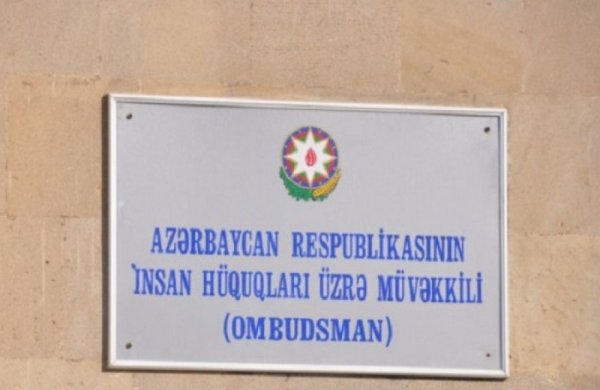 AZƏRBAYCAN RESPUBLİKASININ
İNSAN HÜQUQLARI ÜZRƏ MÜVƏKKİLİ
(OMBUDSMAN)